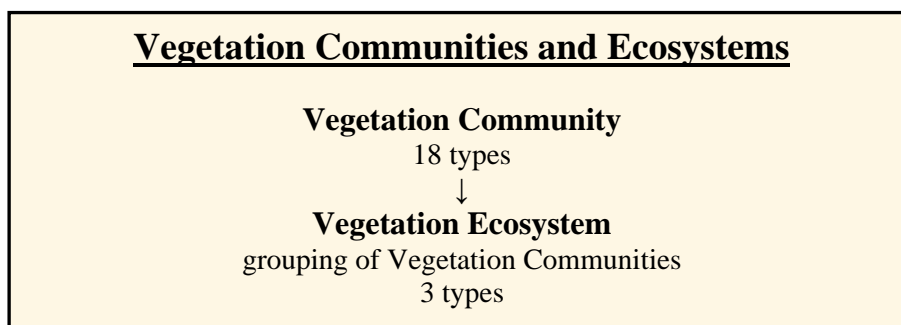 Vegetation Communities and Ecosystems
Vegetation Community
18 types
↓
Vegetation Ecosystem
grouping of Vegetation Communities
3 types